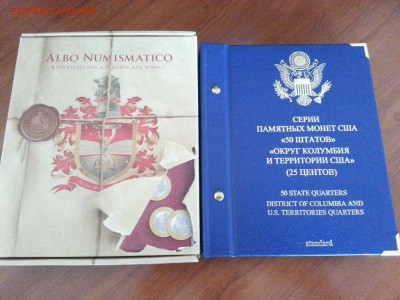 ALBO NUMISMATICO
КЛАССИЧЕСКИЕ АЛЬБОМЫ ДЛЯ МОНЕТ
СЕРИИ
ПАМЯТНЫХ МОНЕТ США
«50 ШТАТОВ»
«ОКРУГ КОЛУМБИЯ
И ТЕРРИТОРИИ США»
(25 ЦЕНТОВ)
50 STATE QUARTERS
DISTRICT OF COLUMBIA AND
U.S. TERRITORIES QUARTERS
standard